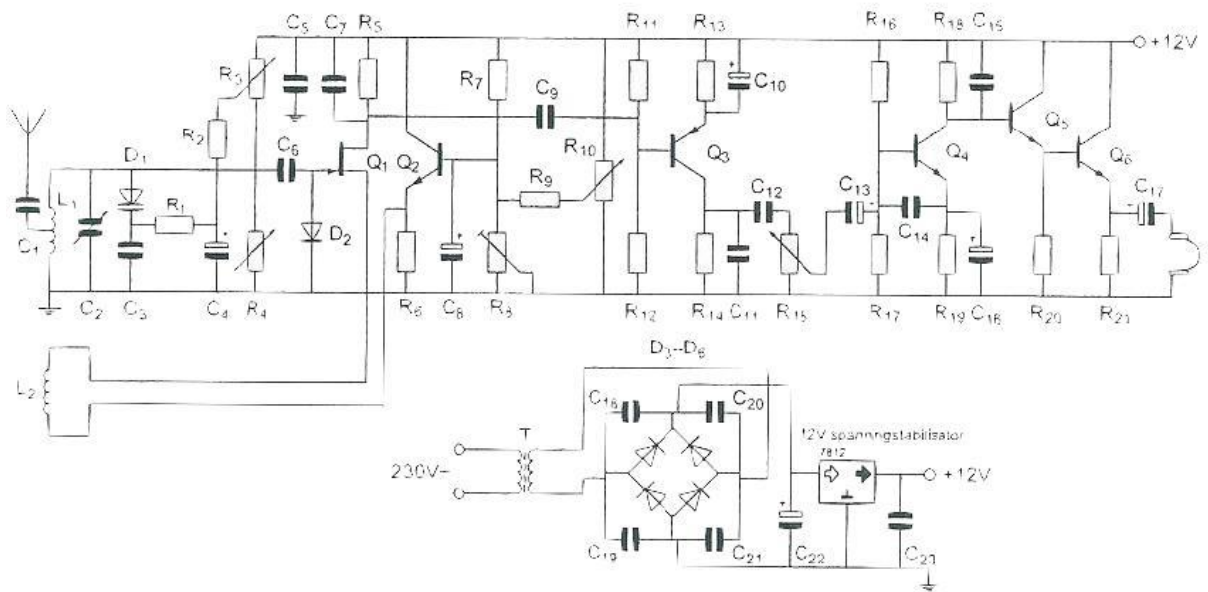 C5 C7 R5 R11 R13 R16 R18 C15
+12V
R3 R7 C9 C10
R2 Q5
D1 C6 Q1 Q2 R10 Q3 Q4 Q6
R9 C12 C13 C17
L1 R1
C1 D2 C14
C2 C3 C4 R4 R6 C8 R8 R12 R14 C11 R15 R17 R19 C16 R20 R21
D3--D6
L2
C18 C20
T 12V spanningstabilisator
7812
230V~ +12V
C19 C21 C22 C23